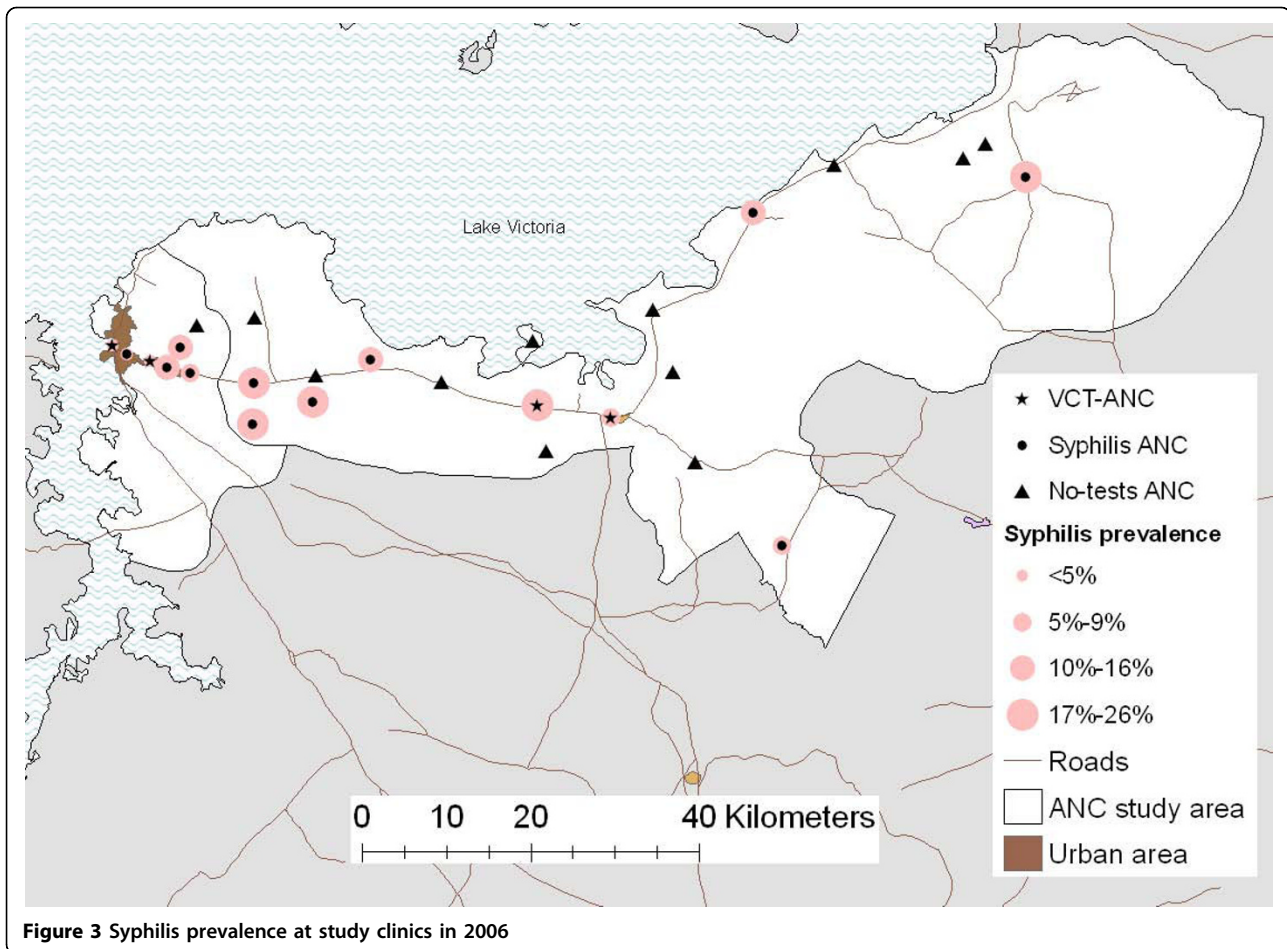 Lake Victoria
VCT-ANC
Syphilis ANC
No-tests ANC
Syphilis prevalence
<5%
5%-9%
10%-16%
17%-26%
Roads
ANC study area
Urban area
0 10 20 40 Kilometers
Figure 3 Syphilis prevalence at study clinics in 2006